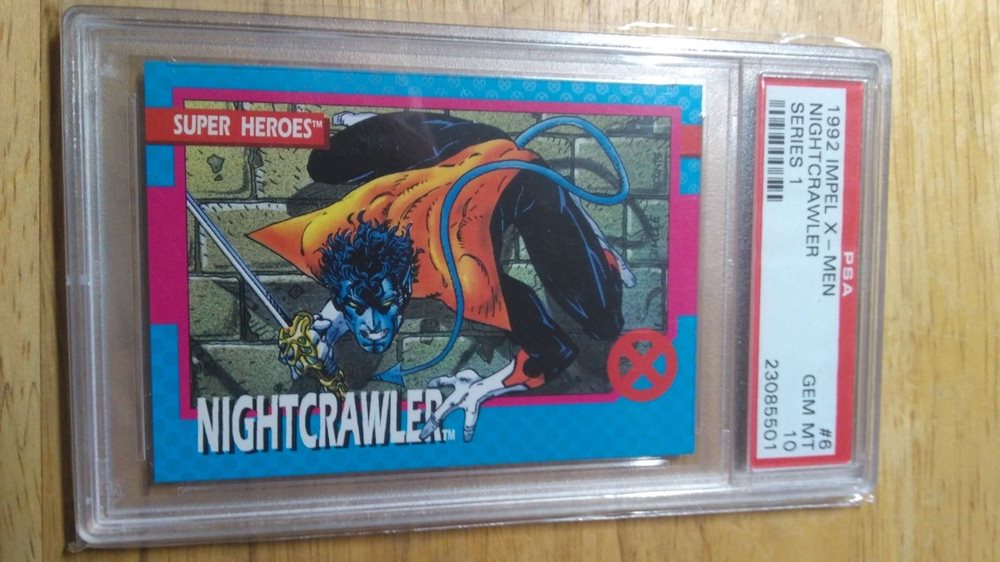 SUPER HEROES™
NIGHTCRAWLER™
PSA
1992 IMPEL X-MEN #6
NIGHTCRAWLER GEM MT
SERIES 1 10
23085501